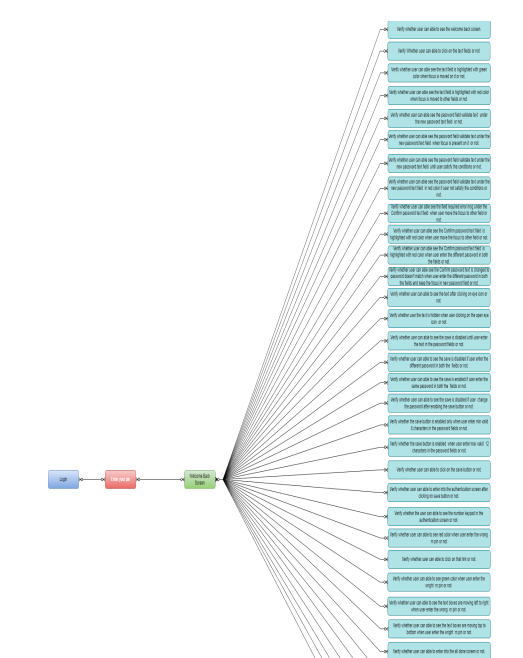 Verify whether user can able to see the welcome back screen
Verify Whether user Can able to click on the text fields or not
Verify whether user can able see the text field is highlighted with green
color when focus is moved on it or not.
Verify whether user can able see the text field is highlighted with red color
when focus is moved to other fields or not.
Verify whether user can able see the password field validate text under
the new password text field or not.
Verify whether user can able see the password field validate text under the
new password text field when focus is present on it or not
Verify whether user can able see the password field validate text under the
new password text field until user satisfy the conditions or not.
Verify whether user can able see the password field validate text under the
new password text field in red color if user not satisfy the conditions or
not.
Verify whether user can able see the field required error msg under the
Confirm password text field when user move the focus to other field or
not.
Verify whether user can able see the Confirm password text field is
highlighted with red color when user move the focus to other field or not.
Verify whether user can able see the Confirm password text field is
highlighted with red color when user enter the different password in both
the fields or not.
Verify whether user can able see the Confirm password text is changed to
password doesn't match when user enter the different password in both
the fields and keep the focus in new password field or not.
Verify whether user can able to see the text after clicking on eye icon or
not.
Verify whether user the text is hidden when user clicking on the open eye
icon or not.
Verify whether user can able to see the save is disabled until user enter
the text in the password fields or not
Verify whether user can able to see the save is disabled if user enter the
different password in both the fields or not.
Verify whether user can able to see the save is enabled if user enter the
same password in both the fields or not.
Verify whether user can able to see the save is disabled if user change
the password after enabling the save button or not
Verify whether the save button is enabled only when user enter min valid
8 characters in the password fields or not.
Verify whether the save button is enabled when user enter max valid 12
characters in the password fields or not.
Login
Welcome Back
Screen
Verify whether user can able to click on the save button or not
Verify whether user can able to enter into the authentication screen after
clicking on save button or not.
Verify whether the user can able to see the number keypad in the
authentication screen or not.
Verify whether user can able to see red color when user enter the wrong
m pin or not.
Verify whether user can able to click on that link or not.
Verify whether user can able to see green color when user enter the
wright m pin or not.
Verify whether user can able to see the text boxes are moving left to right
when user enter the wrong m pin or not.
Verify whether user can able to see the text boxes are moving top to
bottom when user enter the wright m pin or not.
Verify whether user can able to enter into the all done screen or not.